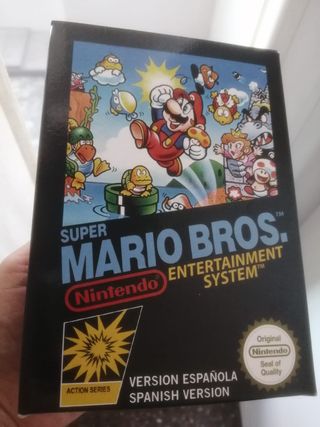 SUPER
MARIO BROS.™
Nintendo ENTERTAINMENT
SYSTEM™
ACTION SERIES
VERSION ESPAÑOLA
SPANISH VERSION
Original
Nintendo
Seal of
Quality